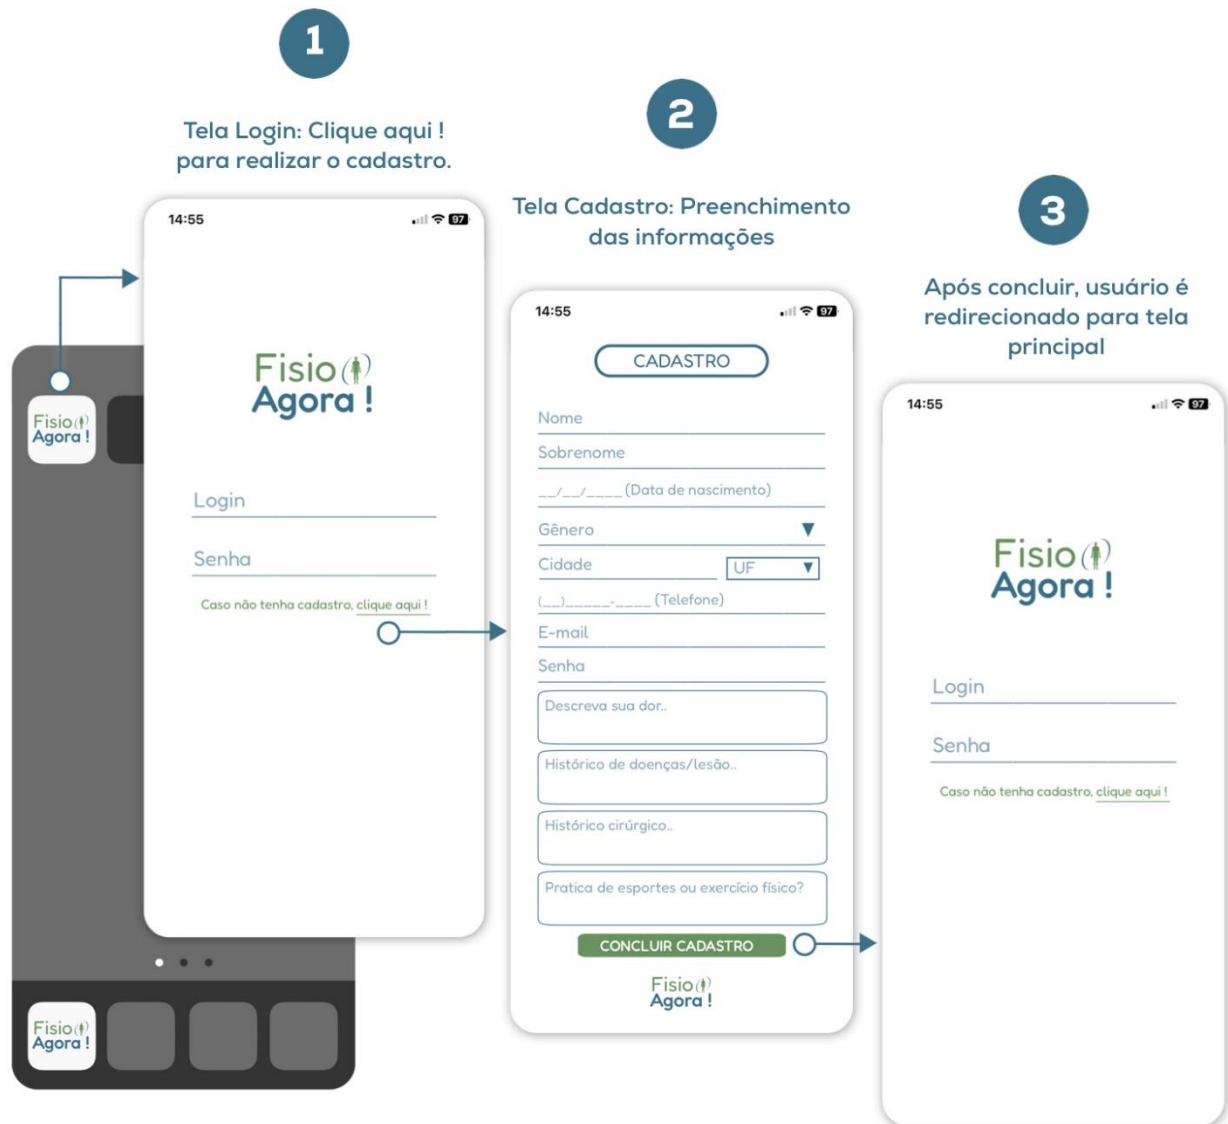 1
Tela Login: Clique aqui !
para realizar o cadastro.
14:55
97
Fisio
Agora !
Login
Senha
Caso não tenha cadastro, clique aqui !
Fisio
Agora !
Fisio
Agora !
2
Tela Cadastro: Preenchimento
das informações
14:55
97
CADASTRO
Nome
Sobrenome
__/__/____ (Data de nascimento)
Gênero
Cidade
UF
(__)_____-____ (Telefone)
E-mail
Senha
Descreva sua dor..
Histórico de doenças/lesão..
Histórico cirúrgico..
Pratica de esportes ou exercício físico?
CONCLUIR CADASTRO
Fisio
Agora !
3
Após concluir, usuário é
redirecionado para tela
principal
14:55
97
Fisio
Agora !
Login
Senha
Caso não tenha cadastro, clique aqui !